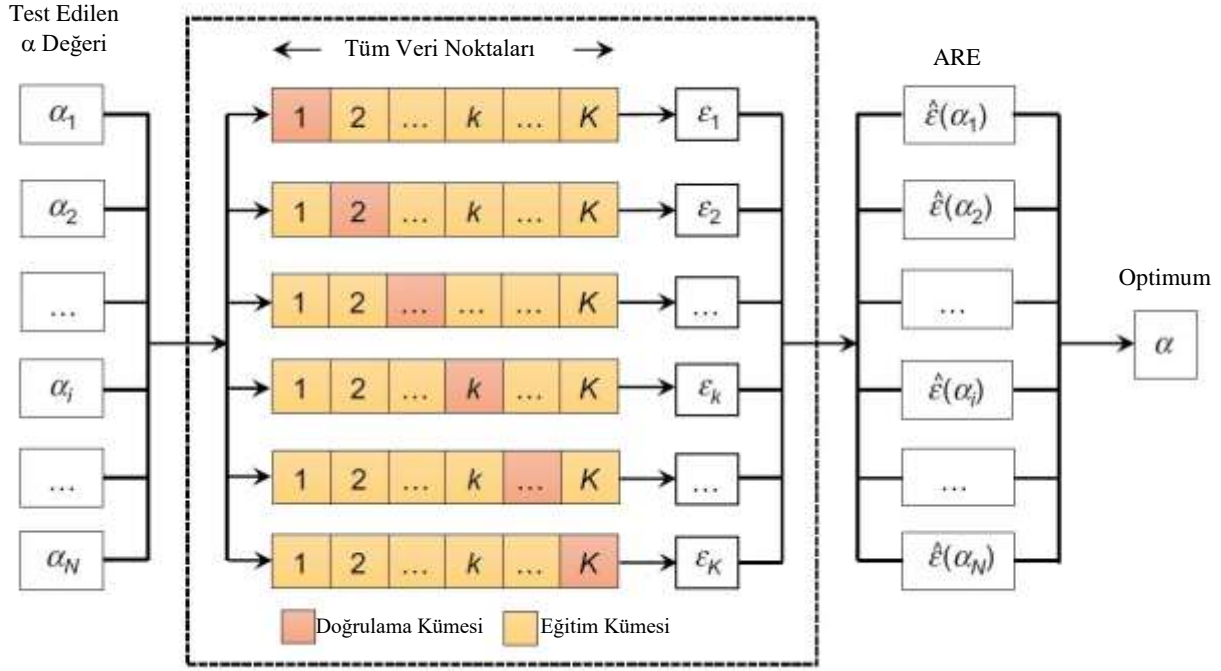 Test Edilen
α Değeri
Tüm Veri Noktaları
ARE
Optimum
α1
1 2 ... k ... K
ε1
ε̂(α1)
α2
1 2 ... k ... K
ε2
ε̂(α2)
...
1 2 ... ... ... K
...
...
αi
1 2 ... k ... K
εk
ε̂(αi)
α
...
1 2 ... k ... K
...
...
αN
1 2 ... k ... K
εK
ε̂(αN)
Doğrulama Kümesi
Eğitim Kümesi